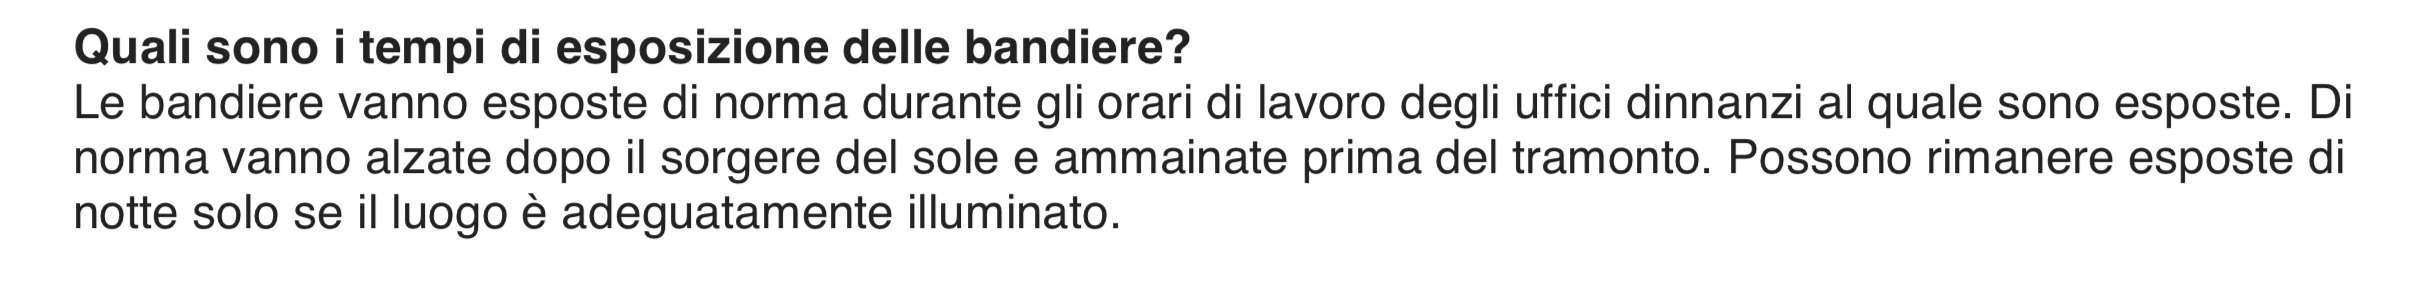 Quali sono i tempi di esposizione delle bandiere?
Le bandiere vanno esposte di norma durante gli orari di lavoro degli uffici dinnanzi al quale sono esposte. Di
norma vanno alzate dopo il sorgere del sole e ammainate prima del tramonto. Possono rimanere esposte di
notte solo se il luogo è adeguatamente illuminato.